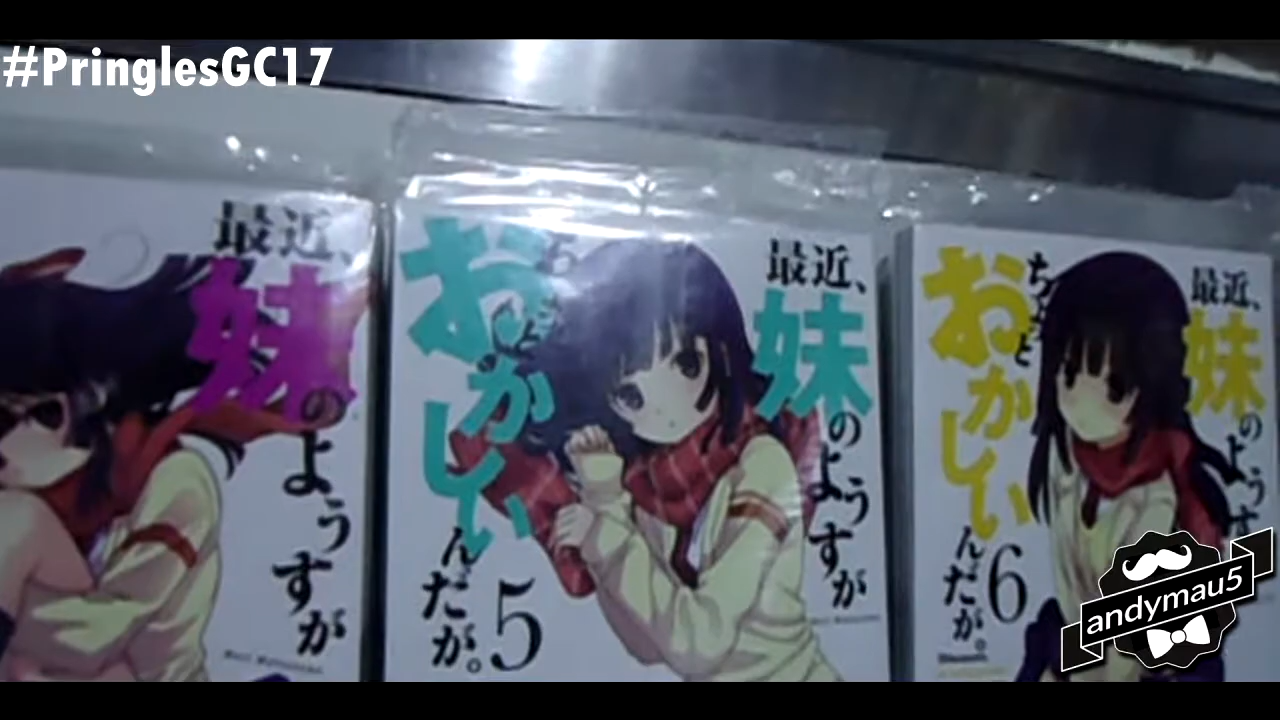 #PringlesGC17
最近、
妹
のようすが
最近、
妹
のようすが
ちょっと
おかしい
んだが。
5
最近、
妹
のようす
ちょっと
おかしい
んだが。
6
andymau5